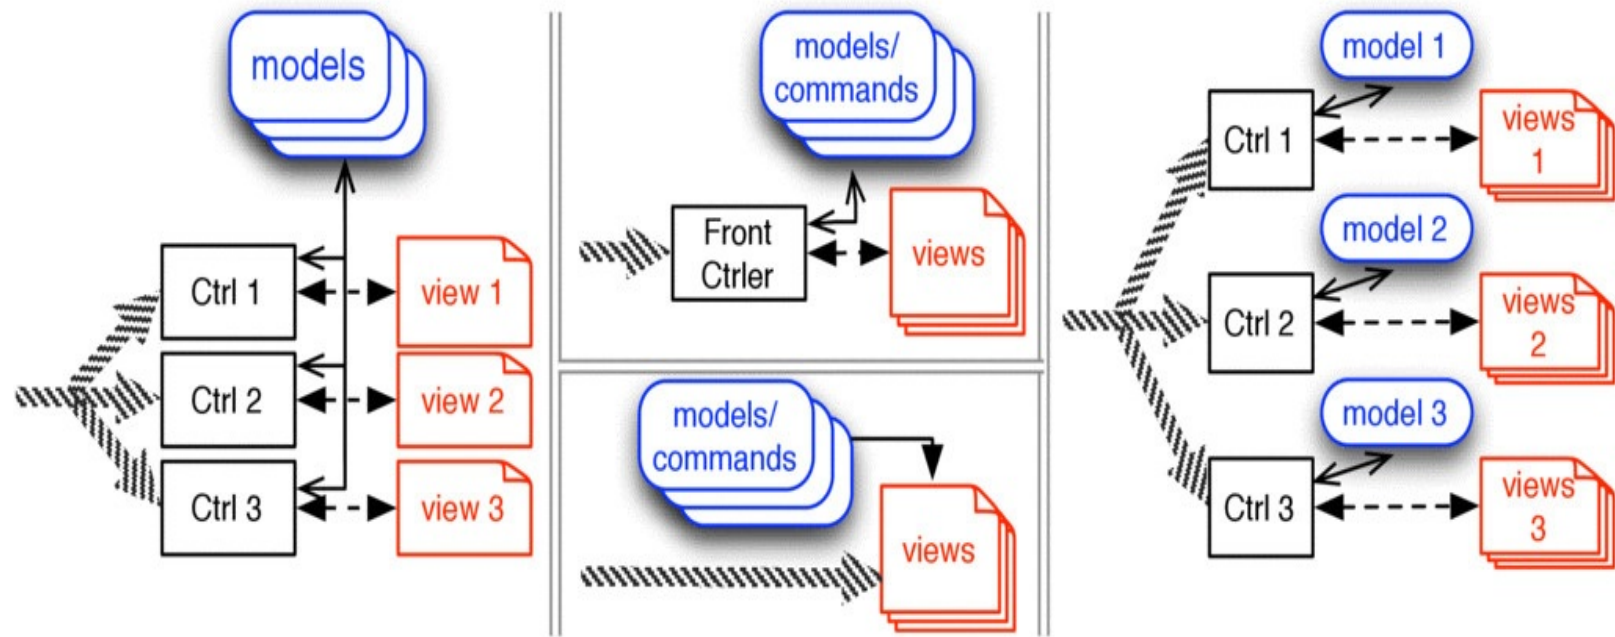 models
Ctrl 1
view 1
Ctrl 2
view 2
Ctrl 3
view 3
models/
commands
Front
Ctrler
views
models/
commands
views
model 1
Ctrl 1
views
1
model 2
Ctrl 2
views
2
model 3
Ctrl 3
views
3